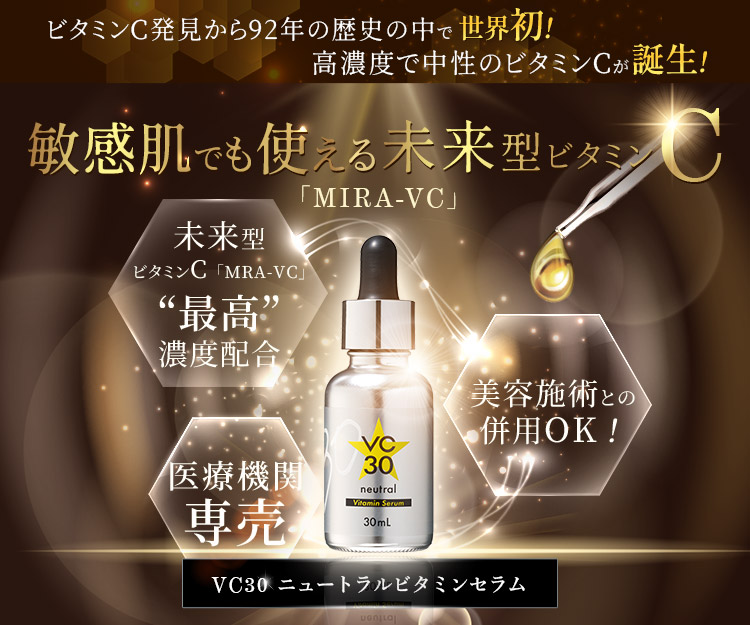 ビタミンC発見から92年の歴史の中で世界初!
高濃度で中性のビタミンCが誕生!
敏感肌でも使える未来型ビタミンC
「MIRA-VC」
未来型
ビタミンC「MRA-VC」
“最高”
濃度配合
美容施術との
併用OK!
医療機関
専売
30
VC
30
neutral
Vitamin Serum
30mL
VC30 ニュートラルビタミンセラム